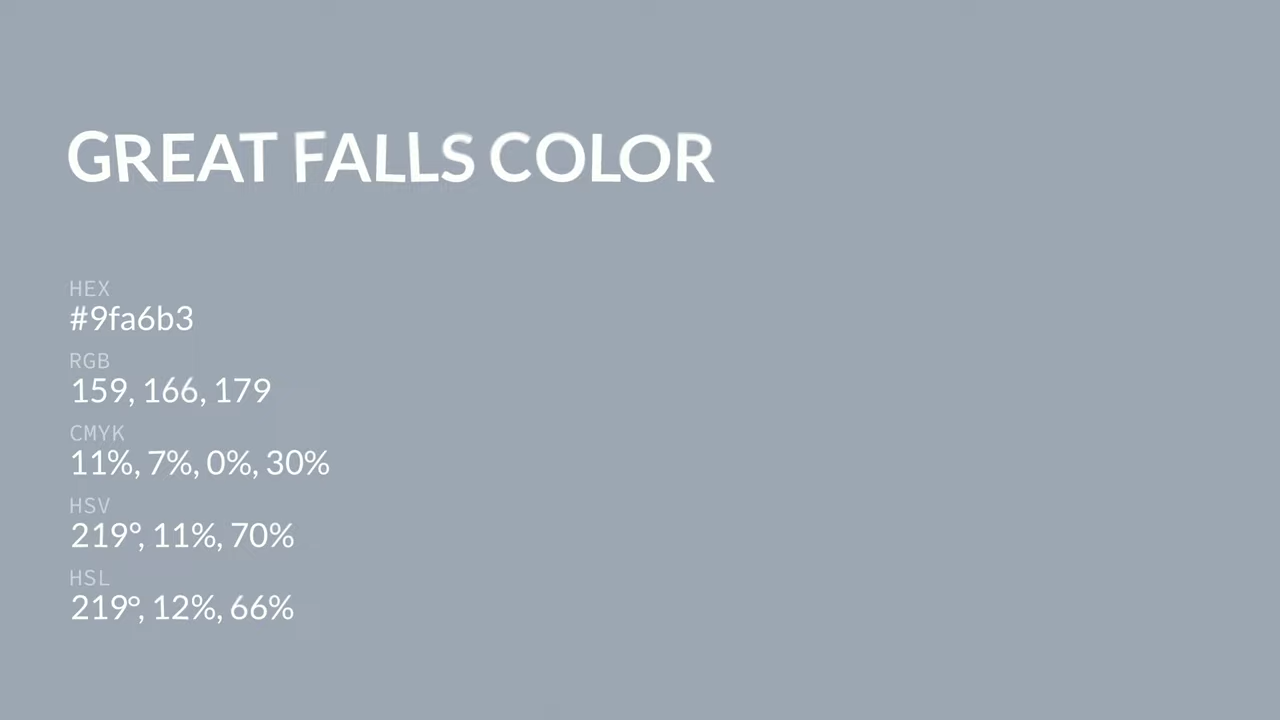 GREAT FALLS COLOR
HEX
#9fa6b3
RGB
159, 166, 179
CMYK
11%, 7%, 0%, 30%
HSV
219°, 11%, 70%
HSL
219°, 12%, 66%